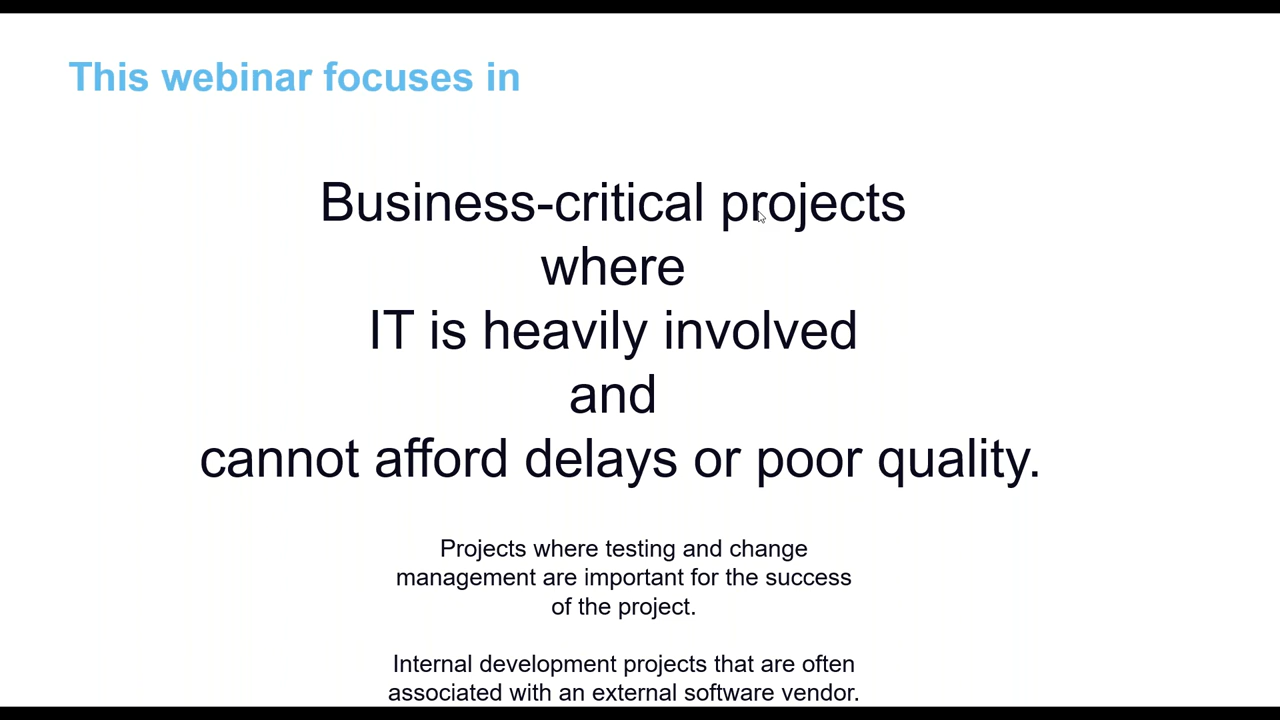 This webinar focuses in
Business-critical projects
where
IT is heavily involved
and
cannot afford delays or poor quality.
Projects where testing and change
management are important for the success
of the project.
Internal development projects that are often
associated with an external software vendor.